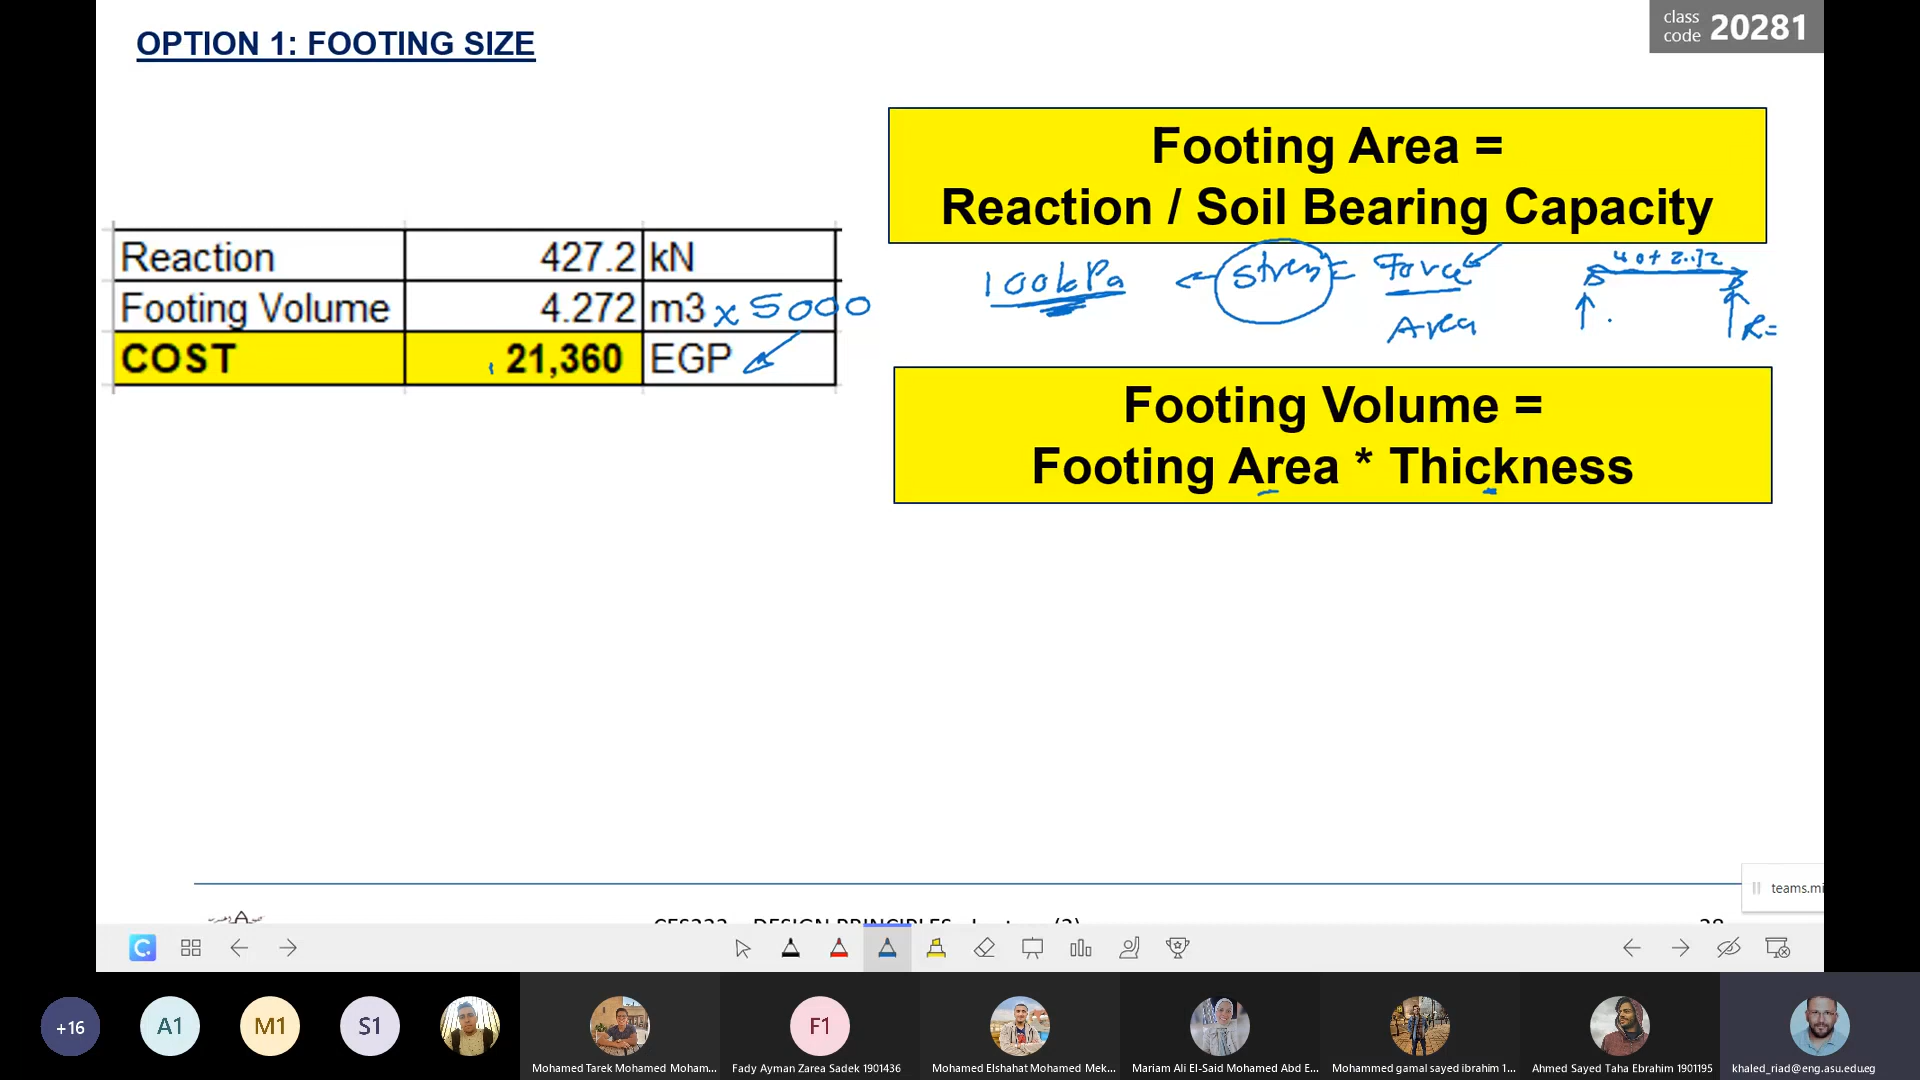 OPTION 1: FOOTING SIZE
class
code 20281
Footing Area =
Reaction / Soil Bearing Capacity
Reaction 427.2 kN
Footing Volume 4.272 m3 x 5000
COST 21,360 EGP
100kPa ← Stress = Force
Area
40+2.72
R=
Footing Volume =
Footing Area * Thickness
teams.mi
+16
A1
M1
S1
F1
Mohamed Tarek Mohamed Moham...
Fady Ayman Zarea Sadek 1901436
Mohamed Elshahat Mohamed Mek...
Mariam Ali El-Said Mohamed Abd E...
Mohammed gamal sayed ibrahim 1...
Ahmed Sayed Taha Ebrahim 1901195
khaled_riad@eng.asu.edu.eg